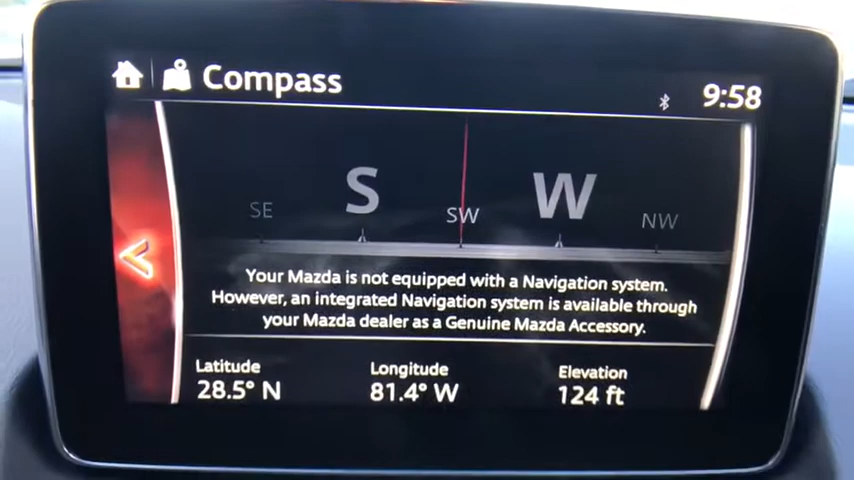 Compass
9:58
SE S SW W NW
Your Mazda is not equipped with a Navigation system.
However, an integrated Navigation system is available through
your Mazda dealer as a Genuine Mazda Accessory.
Latitude Longitude Elevation
28.5° N 81.4° W 124 ft